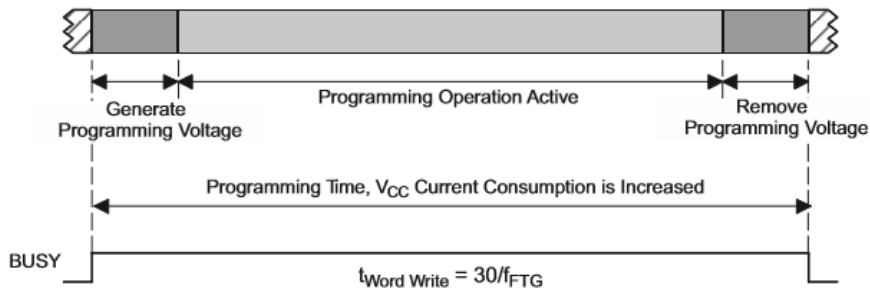 Generate
Programming Voltage
Programming Operation Active
Remove
Programming Voltage
Programming Time, VCC Current Consumption is Increased
BUSY
tWord Write = 30/fFTG